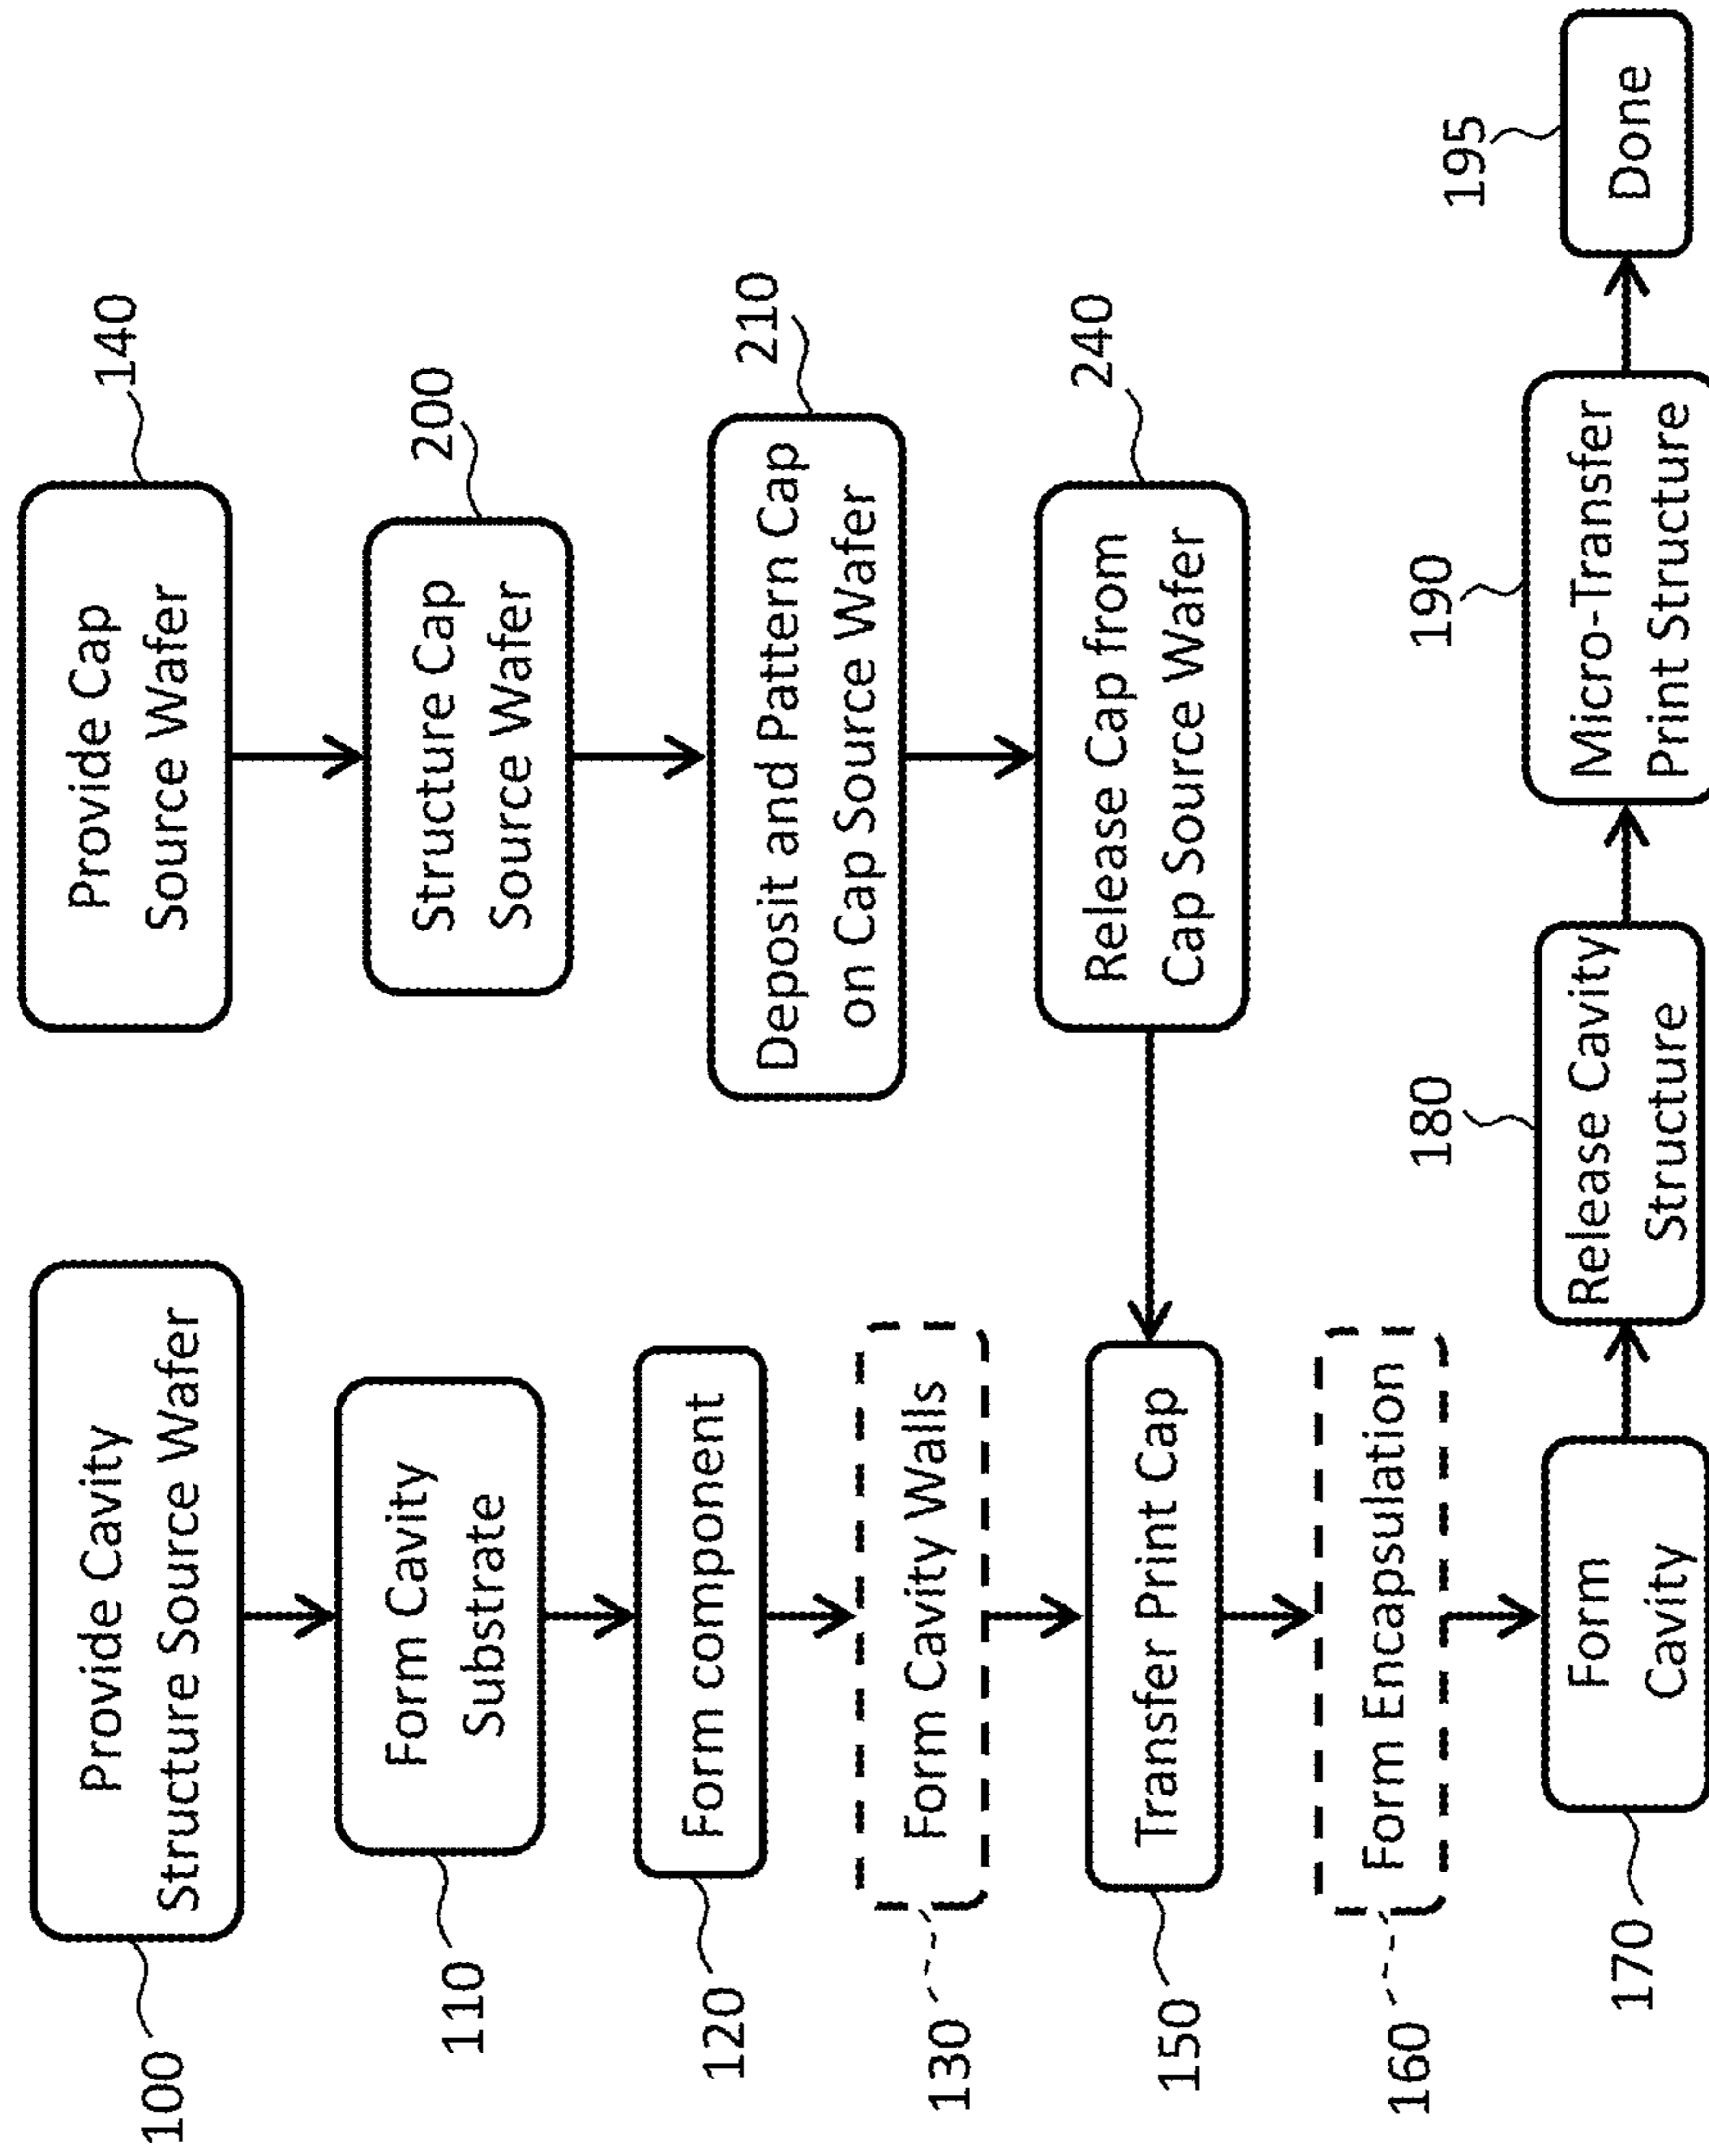 100
Provide Cavity
Structure Source Wafer
110
Form Cavity
Substrate
120
Form component
130
Form Cavity Walls
140
Provide Cap
Source Wafer
200
Structure Cap
Source Wafer
210
Deposit and Pattern Cap
on Cap Source Wafer
240
Release Cap from
Cap Source Wafer
150
Transfer Print Cap
160
Form Encapsulation
170
Form
Cavity
180
Release Cavity
Structure
190
Micro-Transfer
Print Structure
195
Done